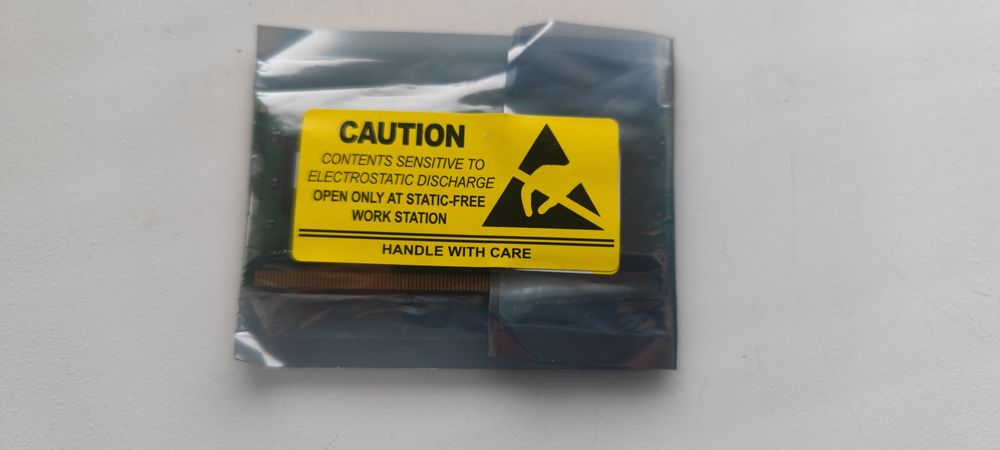 CAUTION
CONTENTS SENSITIVE TO
ELECTROSTATIC DISCHARGE
OPEN ONLY AT STATIC-FREE
WORK STATION
HANDLE WITH CARE